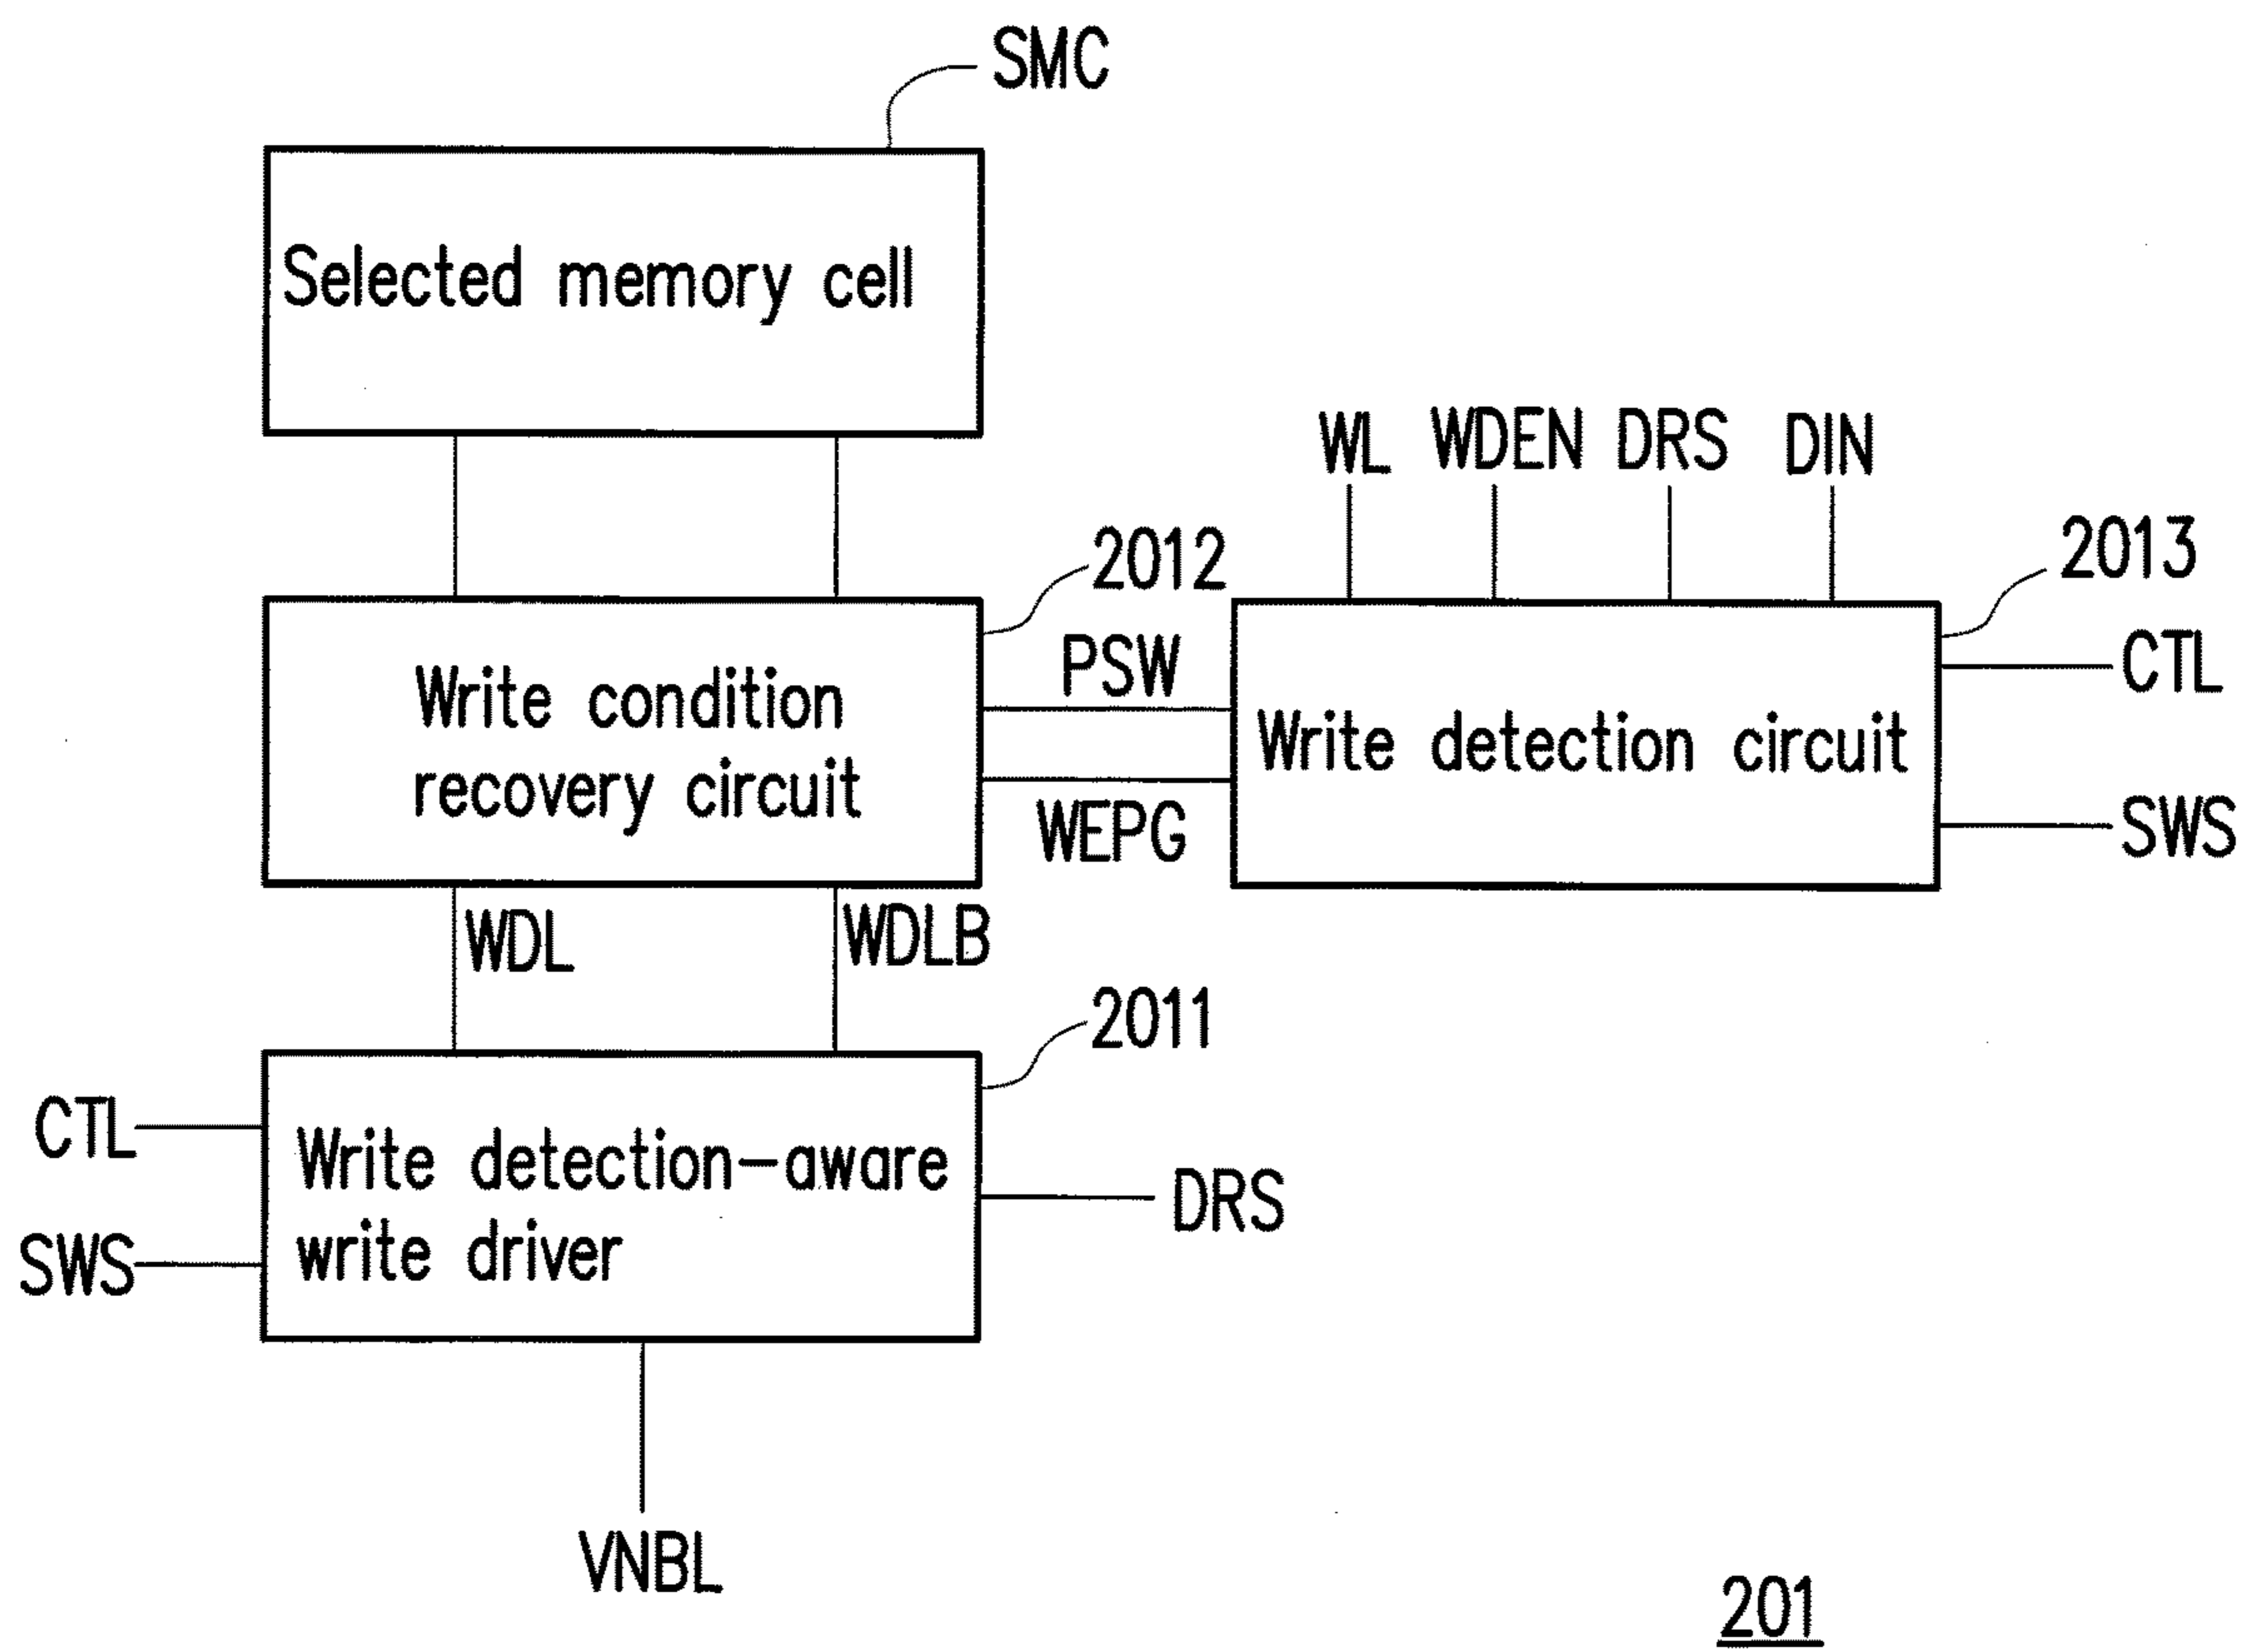 SMC
Selected memory cell
WL WDEN DRS DIN
2012
2013
PSW
CTL
Write condition
recovery circuit
Write detection circuit
WEPG
SWS
WDL
WDLB
2011
CTL
Write detection-aware
write driver
DRS
SWS
VNBL
201